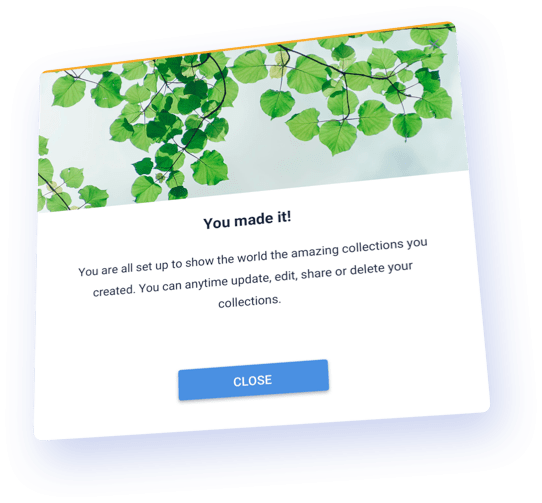 You made it!
You are all set up to show the world the amazing collections you
created. You can anytime update, edit, share or delete your
collections.
CLOSE